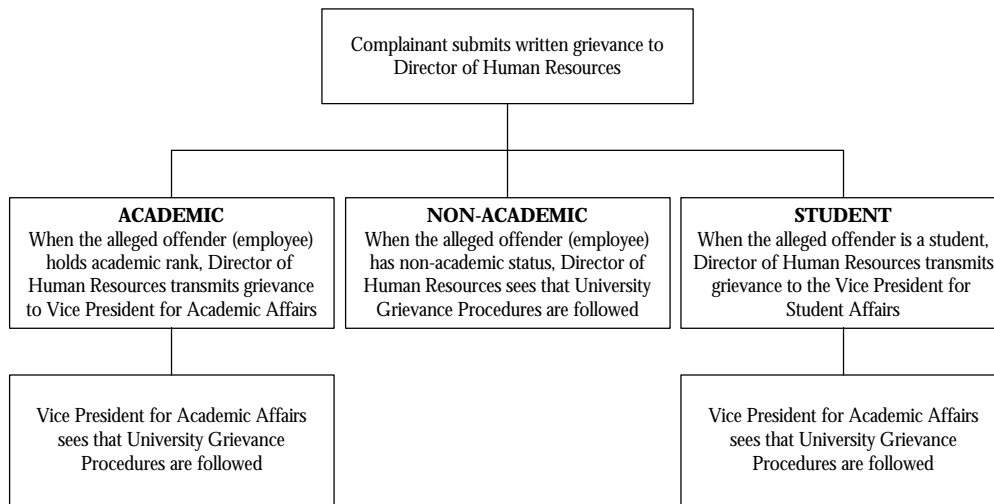 Complainant submits written grievance to
Director of Human Resources
ACADEMIC
When the alleged offender (employee)
holds academic rank, Director of
Human Resources transmits grievance
to Vice President for Academic Affairs
NON-ACADEMIC
When the alleged offender (employee)
has non-academic status, Director of
Human Resources sees that University
Grievance Procedures are followed
STUDENT
When the alleged offender is a student,
Director of Human Resources transmits
grievance to the Vice President for
Student Affairs
Vice President for Academic Affairs
sees that University Grievance
Procedures are followed
Vice President for Academic Affairs
sees that University Grievance
Procedures are followed